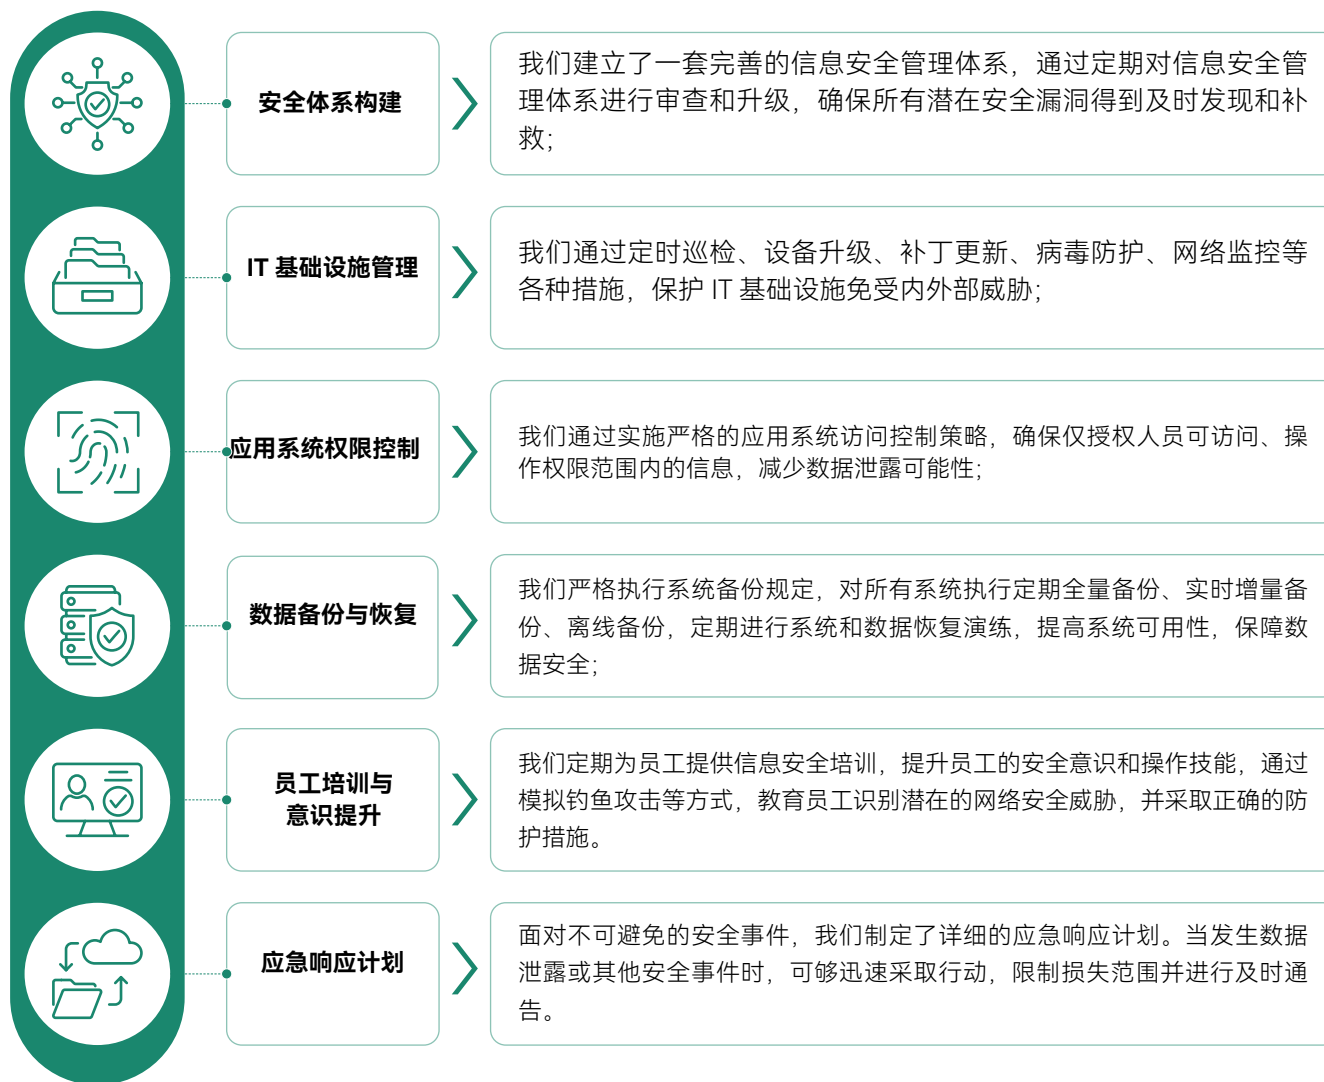 安全体系构建
我们建立了一套完善的信息安全管理体系，通过定期对信息安全管
理体系进行审查和升级，确保所有潜在安全漏洞得到及时发现和补
救；
IT 基础设施管理
我们通过定时巡检、设备升级、补丁更新、病毒防护、网络监控等
各种措施，保护 IT 基础设施免受内外部威胁；
应用系统权限控制
我们通过实施严格的应用系统访问控制策略，确保仅授权人员可访问、操
作权限范围内的信息，减少数据泄露可能性；
数据备份与恢复
我们严格执行系统备份规定，对所有系统执行定期全量备份、实时增量备
份、离线备份，定期进行系统和数据恢复演练，提高系统可用性，保障数
据安全；
员工培训与
意识提升
我们定期为员工提供信息安全培训，提升员工的安全意识和操作技能，通过
模拟钓鱼攻击等方式，教育员工识别潜在的网络安全威胁，并采取正确的防
护措施。
应急响应计划
面对不可避免的安全事件，我们制定了详细的应急响应计划。当发生数据
泄露或其他安全事件时，可够迅速采取行动，限制损失范围并进行及时通
告。